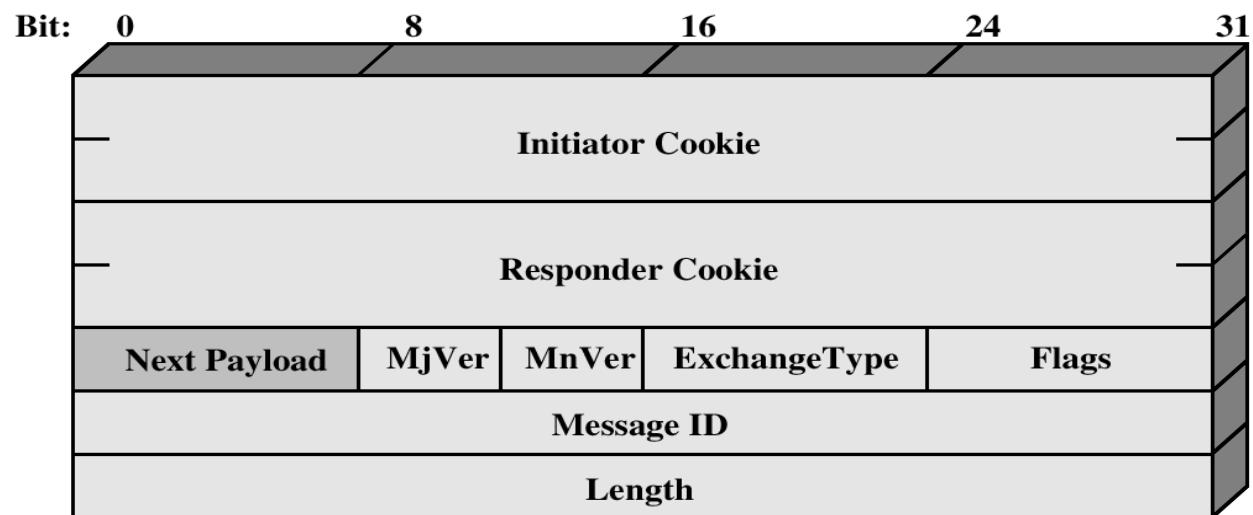 Bit: 0 8 16 24 31
Initiator Cookie
Responder Cookie
Next Payload MjVer MnVer ExchangeType Flags
Message ID
Length